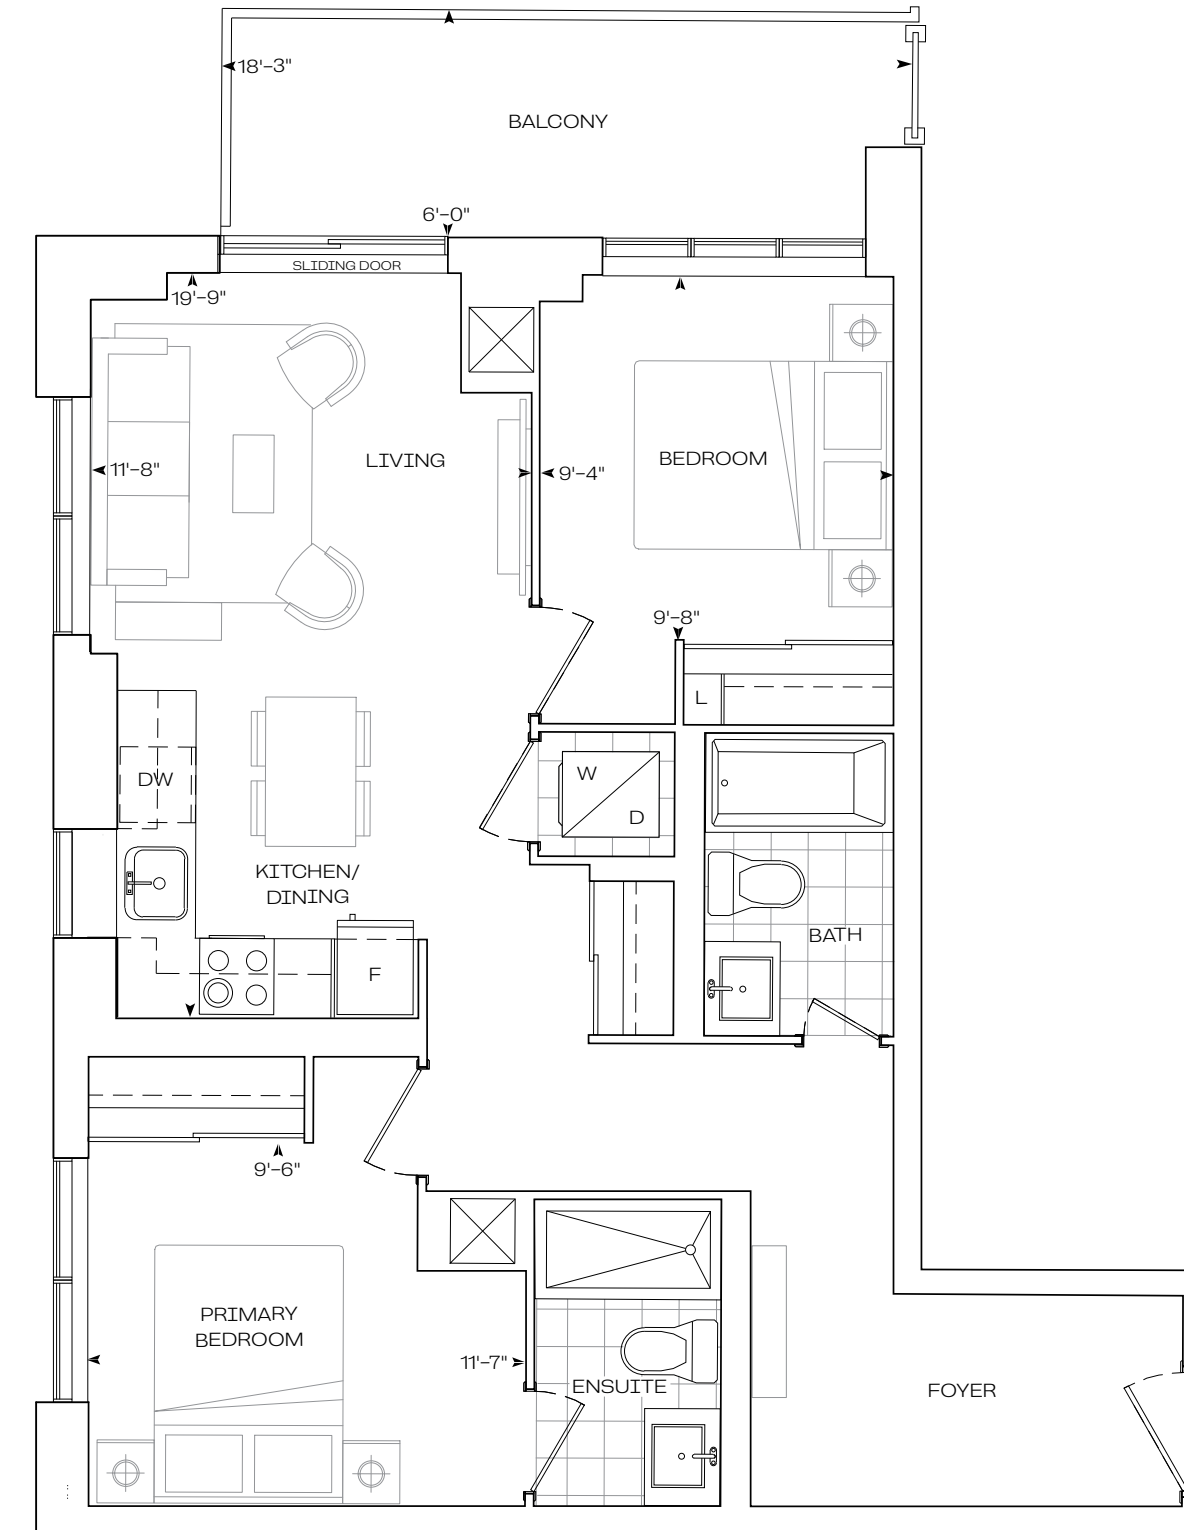 18'-3"
BALCONY
6'-0"
SLIDING DOOR
19'-9"
LIVING
BEDROOM
11'-8"
9'-4"
9'-8"
L
W
DW
D
KITCHEN/
DINING
BATH
F
9'-6"
PRIMARY
BEDROOM
11'-7"
ENSUITE
FOYER